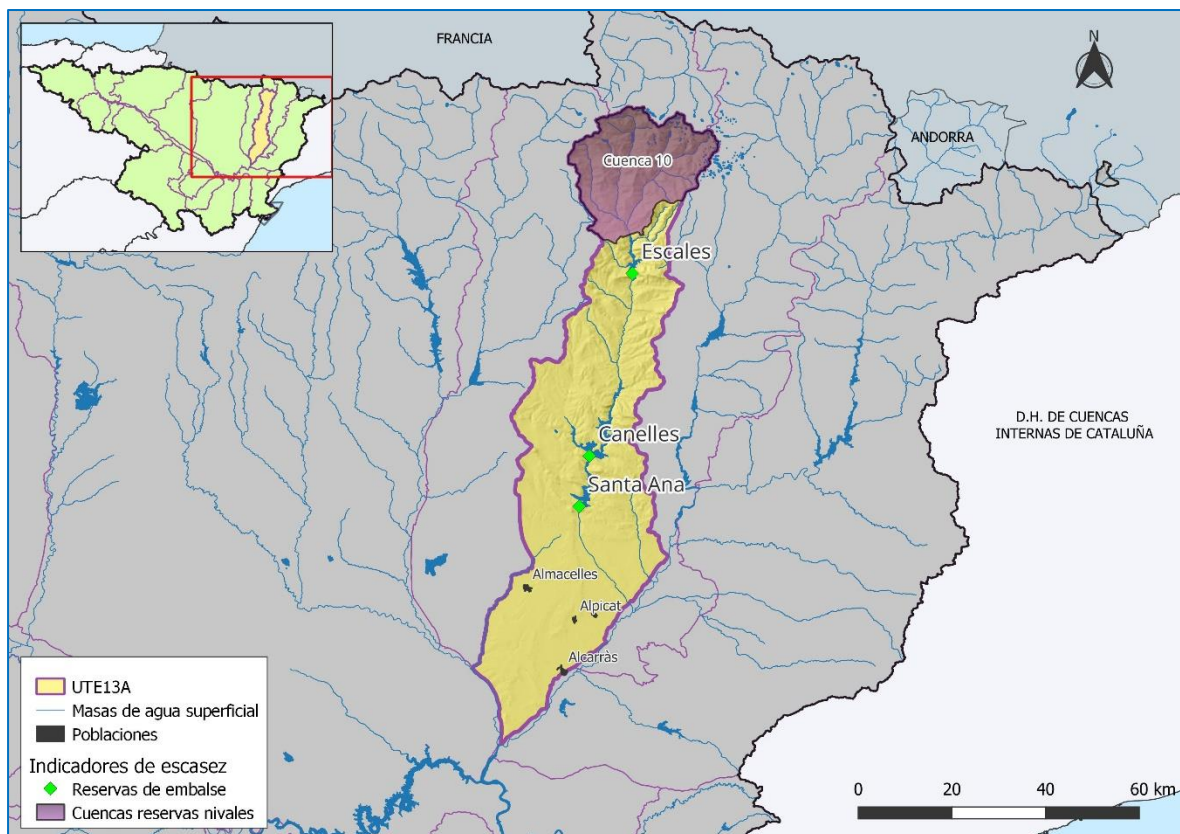 FRANCIA
N
ANDORRA
Cuenca 10
Escales
D.H. DE CUENCAS
INTERNAS DE CATALUÑA
Canelles
Santa Ana
Almacelles
Alpicat
Alcarràs
UTE13A
Masas de agua superficial
Poblaciones
Indicadores de escasez
Reservas de embalse
Cuencas reservas nivales
0 20 40 60 km